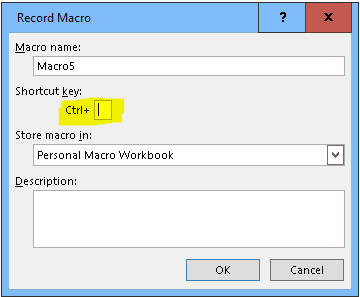 Record Macro
?
x
Macro name:
Macro5
Shortcut key:
Ctrl+
Store macro in:
Personal Macro Workbook
Description:
OK Cancel